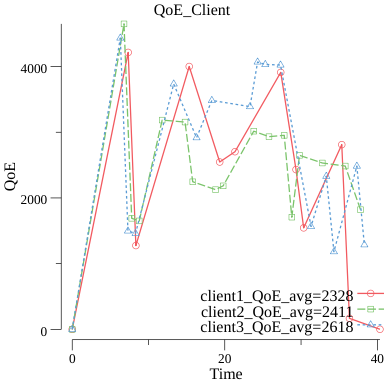 QoE_Client
QoE
4000
2000
0
client1_QoE_avg=2328
client2_QoE_avg=2411
client3_QoE_avg=2618
0
20
40
Time